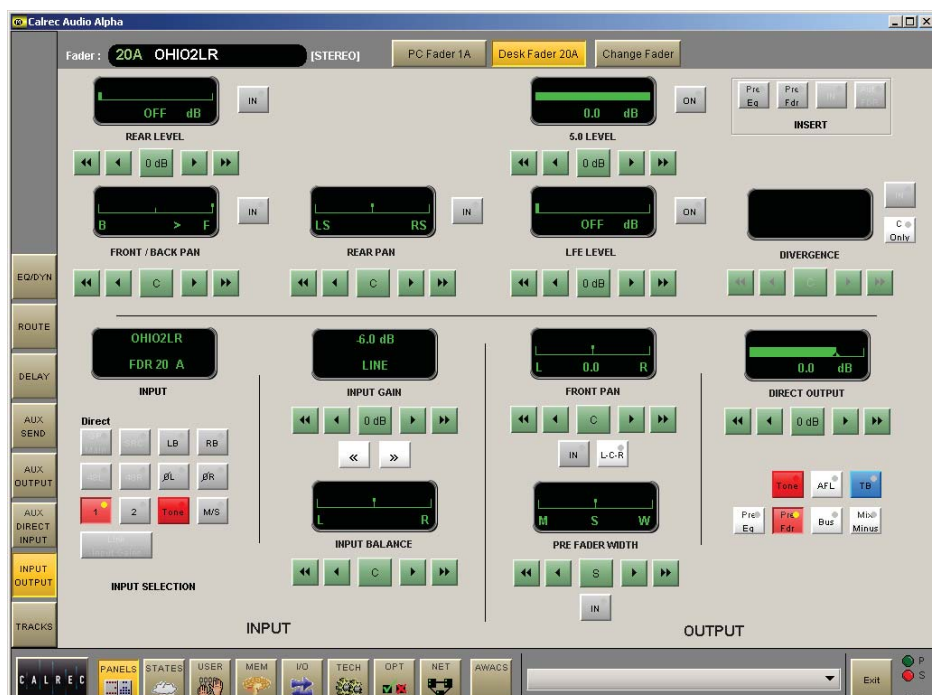 Calrec Audio Alpha
Fader : 20A OHIO2LR [STEREO] PC Fader 1A Desk Fader 20A Change Fader
OFF dB
IN
REAR LEVEL
0 dB
0.0 dB
ON
5.0 LEVEL
0 dB
Pre Eq
Pre Fdr
IN
INSERT
B > F
IN
FRONT / BACK PAN
C
LS RS
IN
REAR PAN
C
OFF dB
ON
LFE LEVEL
0 dB
IN
C Only
DIVERGENCE
C
EQ/DYN
ROUTE
DELAY
AUX SEND
AUX OUTPUT
AUX DIRECT INPUT
INPUT OUTPUT
TRACKS
OHIO2LR
FDR 20 A
INPUT
Direct
LB
RB
ØL
ØR
1
2
Tone
M/S
INPUT SELECTION
-6.0 dB
LINE
INPUT GAIN
0 dB
L R
INPUT BALANCE
C
INPUT
L 0.0 R
FRONT PAN
C
IN
L-C-R
M S W
PRE FADER WIDTH
S
IN
0.0 dB
DIRECT OUTPUT
0 dB
Tone
AFL
TB
Pre Eq
Pre Fdr
Bus
Mix Minus
OUTPUT
CALREC
PANELS
STATES
USER
MEM
I/O
TECH
OPT
NET
AWACS
Exit
P
S